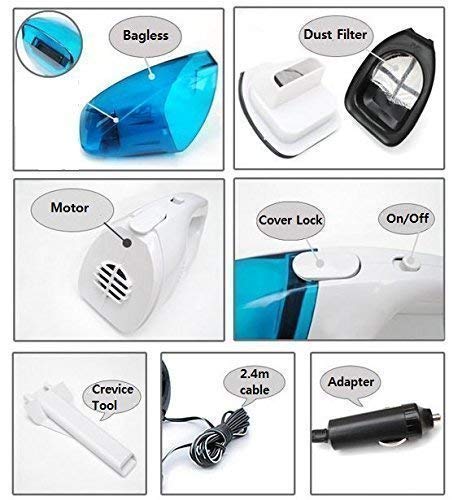 Bagless
Dust Filter
Motor
Cover Lock
On/Off
Crevice
Tool
2.4m
cable
Adapter